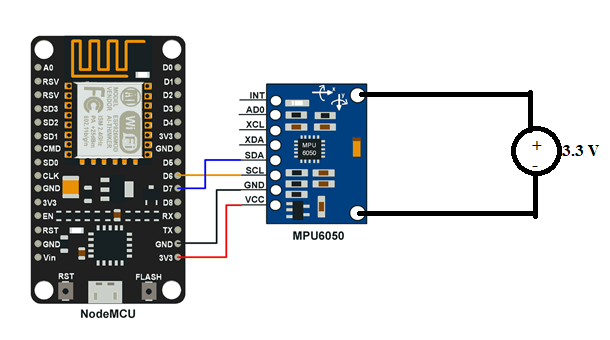 A0
RSV
RSV
SD3
SD2
SD1
CMD
SD0
CLK
GND
3V3
EN
RST
GND
Vin
D0
D1
D2
D3
D4
3V3
GND
D5
D6
D7
D8
RX
TX
GND
3V3
WiFi
RST
FLASH
NodeMCU
INT
AD0
XCL
XDA
SDA
SCL
GND
VCC
x
y
MPU
6050
MPU6050
+
-
3.3 V